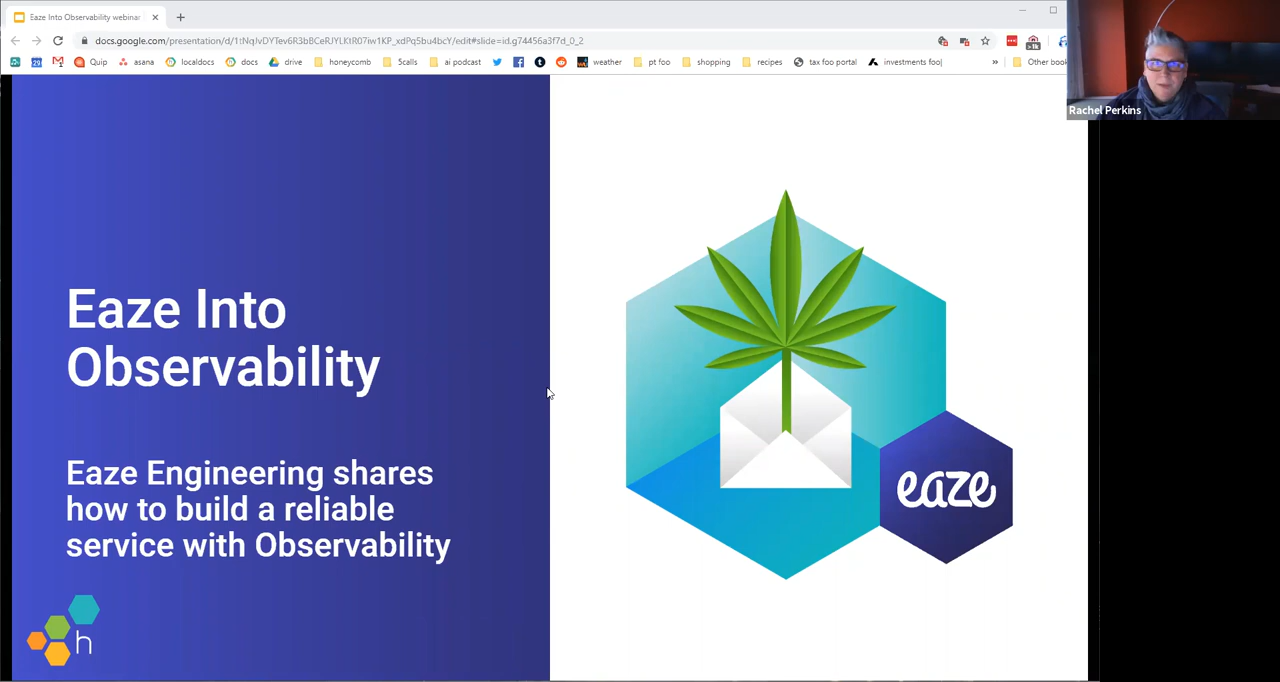 Eaze Into Observability webinar
docs.google.com/presentation/d/1tNqJvDYTev6R3bBCeRJYLKtR07iw1KP_xdPq5bu4bcY/edit#slide=id.g74456a3f7d_0_2
Quip asana localdocs docs drive honeycomb 5calls ai podcast weather pt foo shopping recipes tax foo portal investments foo| » Other book
Rachel Perkins
Eaze Into
Observability
Eaze Engineering shares
how to build a reliable
service with Observability
eaze
h